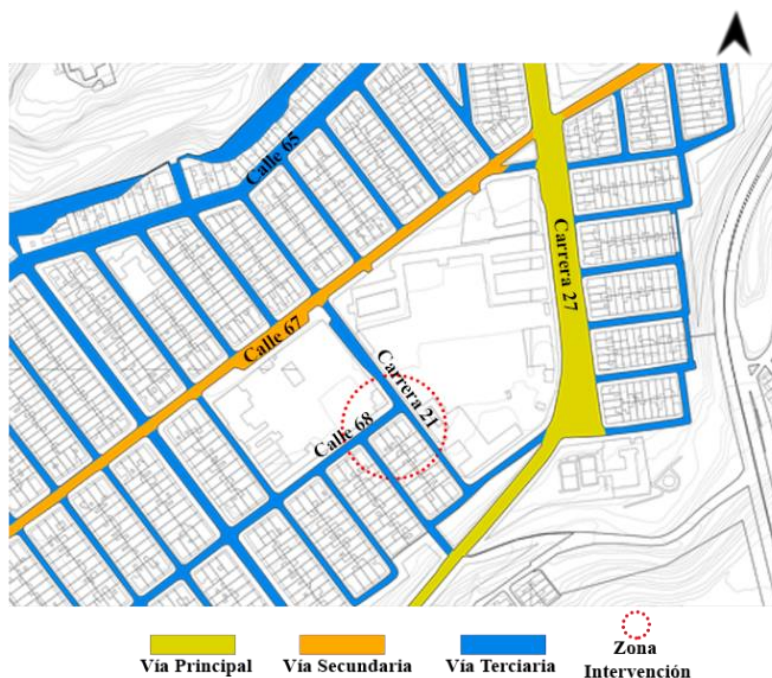 Calle 65
Carrera 27
Calle 67
Carrera 21
Calle 68
Vía Principal
Vía Secundaria
Vía Terciaria
Zona
Intervención